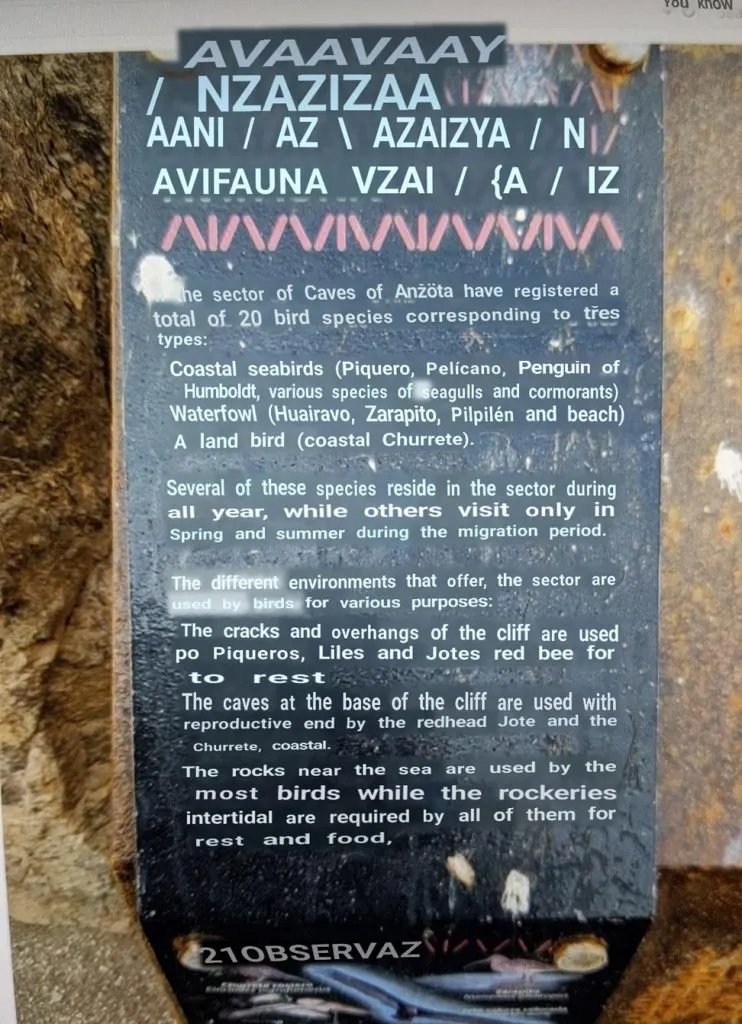 You know
AVAAVAAY
/ NZAZIZAA
AANI / AZ \ AZAIZYA / N
AVIFAUNA VZAI / {A / IZ
the sector of Caves of Anžöta have registered a
total of 20 bird species corresponding to třes
types:
Coastal seabirds (Piquero, Pelícano, Penguin of
Humboldt, various species of seagulls and cormorants)
Waterfowl (Huairavo, Zarapito, Pilpilén and beach)
A land bird (coastal Churrete).
Several of these species reside in the sector during
all year, while others visit only in
Spring and summer during the migration period.
The different environments that offer, the sector are
used by birds for various purposes:
The cracks and overhangs of the cliff are used
po Piqueros, Liles and Jotes red bee for
to rest
The caves at the base of the cliff are used with
reproductive end by the redhead Jote and the
Churrete, coastal.
The rocks near the sea are used by the
most birds while the rockeries
intertidal are required by all of them for
rest and food,
21OBSERVAZ